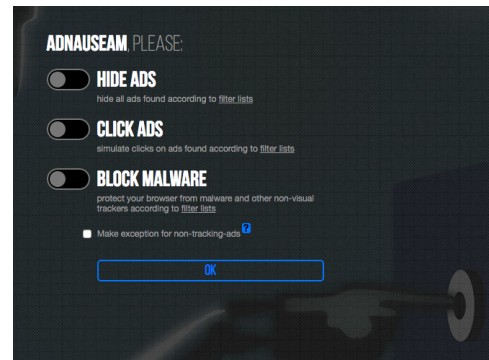 ADNAUSEAM, PLEASE:
HIDE ADS
hide all ads found according to filter lists
CLICK ADS
simulate clicks on ads found according to filter lists
BLOCK MALWARE
protect your browser from malware and other non-visual
trackers according to filter lists
Make exception for non-tracking-ads ?
OK